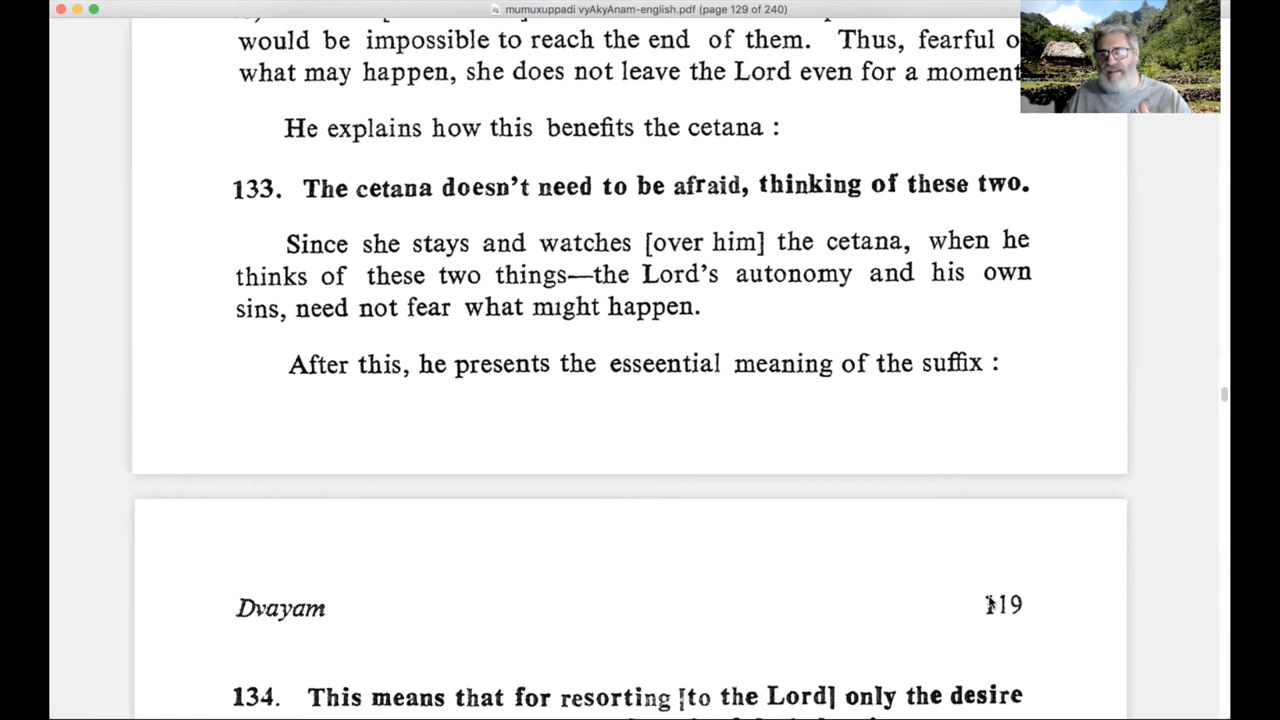 mumuxuppadi vyAkyAnam-english.pdf (page 129 of 240)
would be impossible to reach the end of them. Thus, fearful o
what may happen, she does not leave the Lord even for a moment
He explains how this benefits the cetana :
133. The cetana doesn't need to be afraid, thinking of these two.
Since she stays and watches [over him] the cetana, when he
thinks of these two things—the Lord's autonomy and his own
sins, need not fear what might happen.
After this, he presents the esseential meaning of the suffix :
Dvayam 119
134. This means that for resorting [to the Lord] only the desire